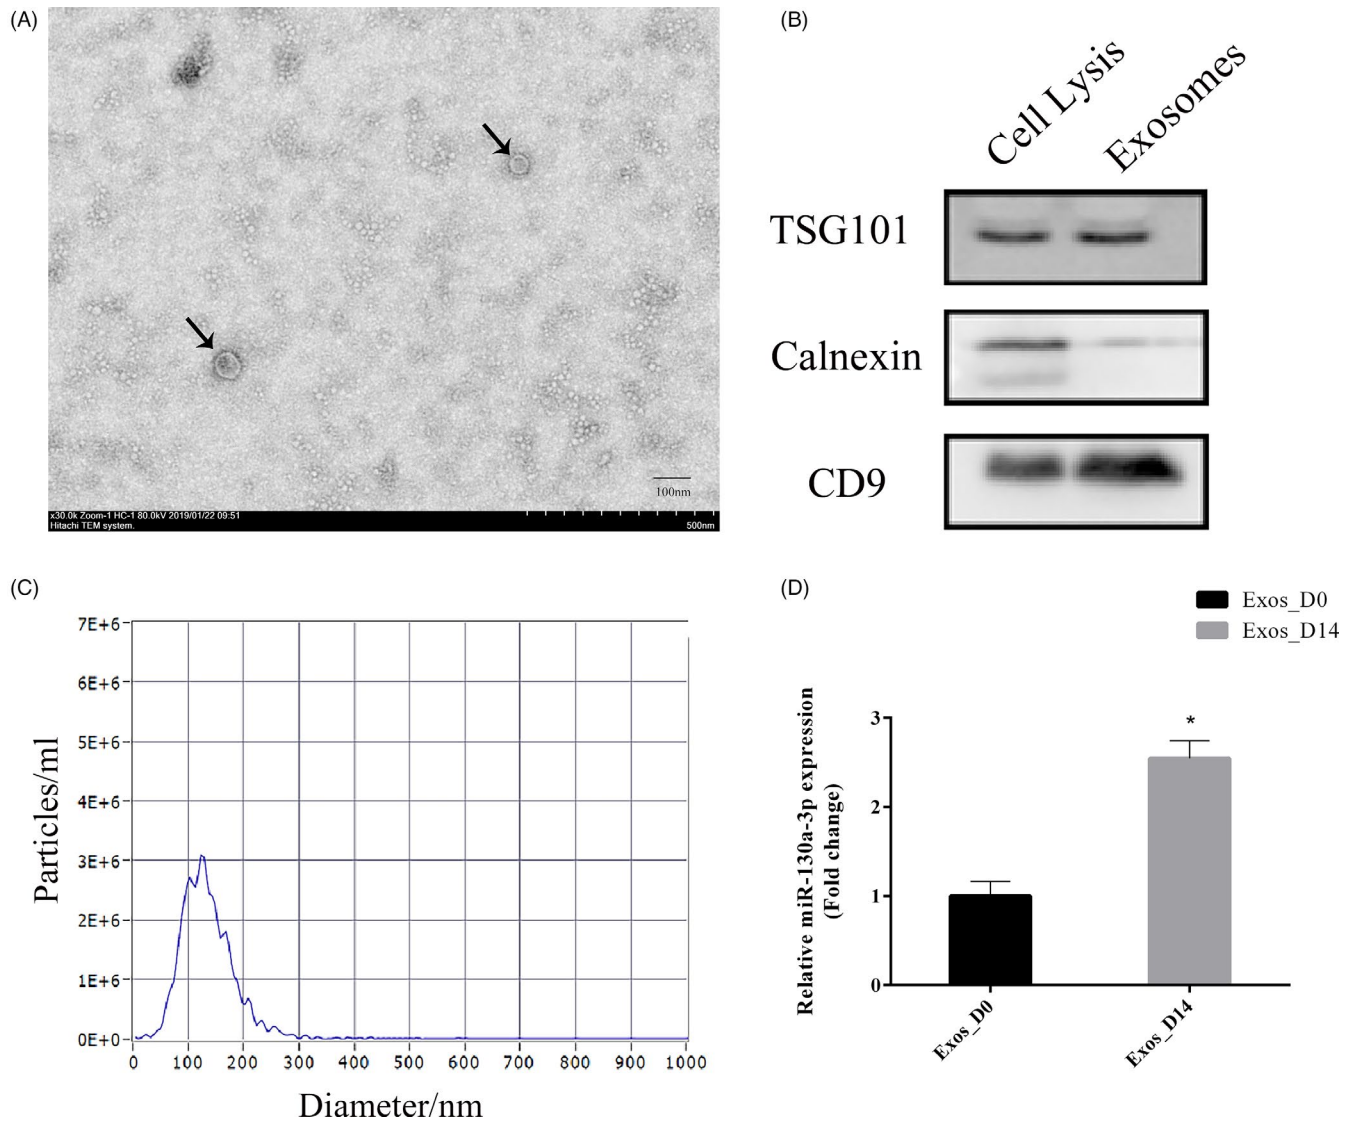 (A)
100nm
x30.0k Zoom-1 HC-1 80.0kV 2019/01/22 09:51
Hitachi TEM system.
500nm
(B)
Cell Lysis
Exosomes
TSG101
Calnexin
CD9
(C)
Particles/ml
7E+6
6E+6
5E+6
4E+6
3E+6
2E+6
1E+6
0E+0
0 100 200 300 400 500 600 700 800 900 1000
Diameter/nm
(D)
Exos_D0
Exos_D14
Relative miR-130a-3p expression
(Fold change)
3
2
1
0
*
Exos_D0
Exos_D14